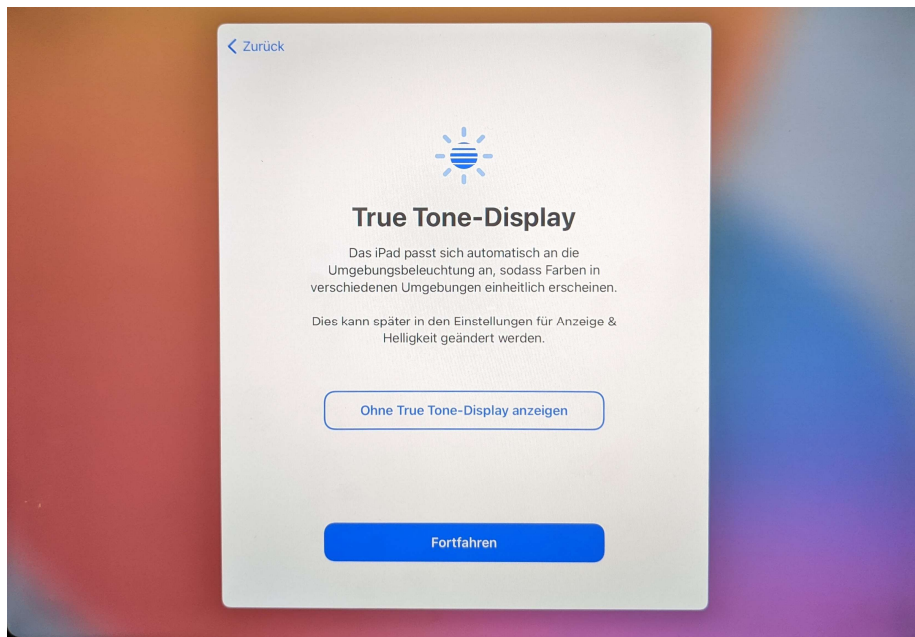 Zurück
True Tone-Display
Das iPad passt sich automatisch an die
Umgebungsbeleuchtung an, sodass Farben in
verschiedenen Umgebungen einheitlich erscheinen.
Dies kann später in den Einstellungen für Anzeige &
Helligkeit geändert werden.
Ohne True Tone-Display anzeigen
Fortfahren